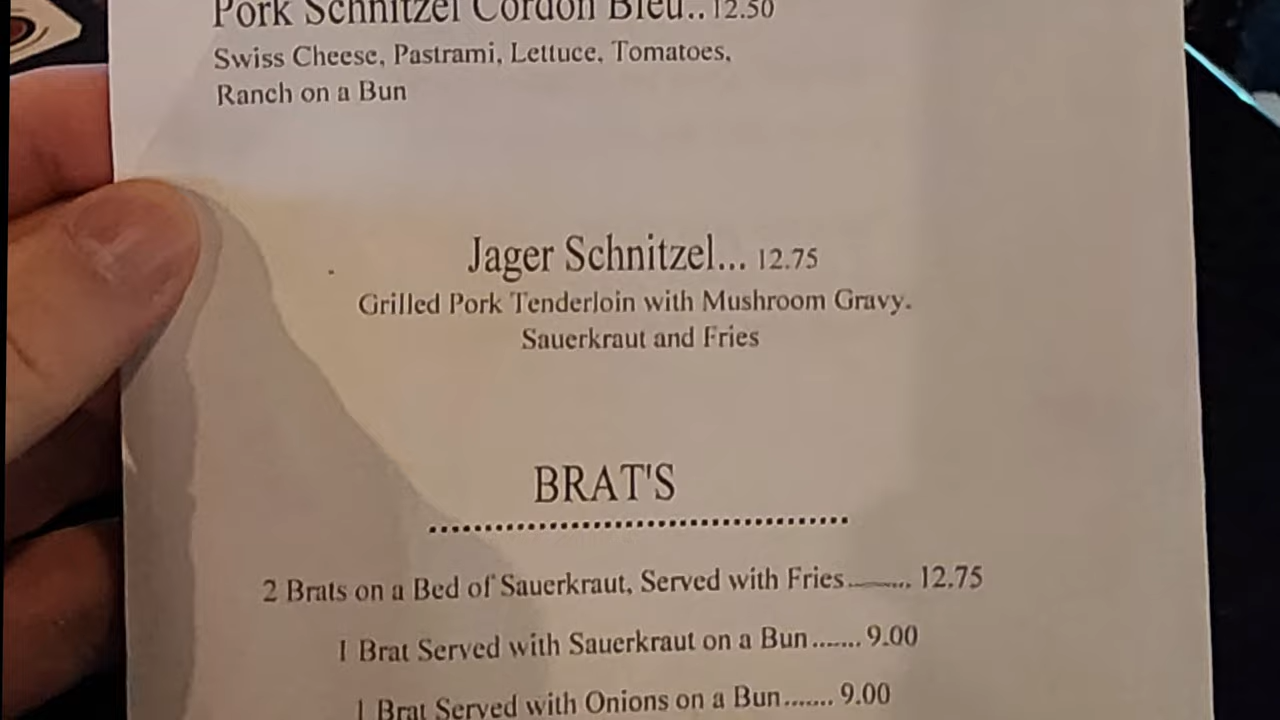 Pork Schnitzel Cordon Bleu..12.50
Swiss Cheese, Pastrami, Lettuce, Tomatoes,
Ranch on a Bun
Jager Schnitzel... 12.75
Grilled Pork Tenderloin with Mushroom Gravy.
Sauerkraut and Fries
BRAT'S
2 Brats on a Bed of Sauerkraut, Served with Fries......... 12.75
1 Brat Served with Sauerkraut on a Bun....... 9.00
1 Brat Served with Onions on a Bun....... 9.00